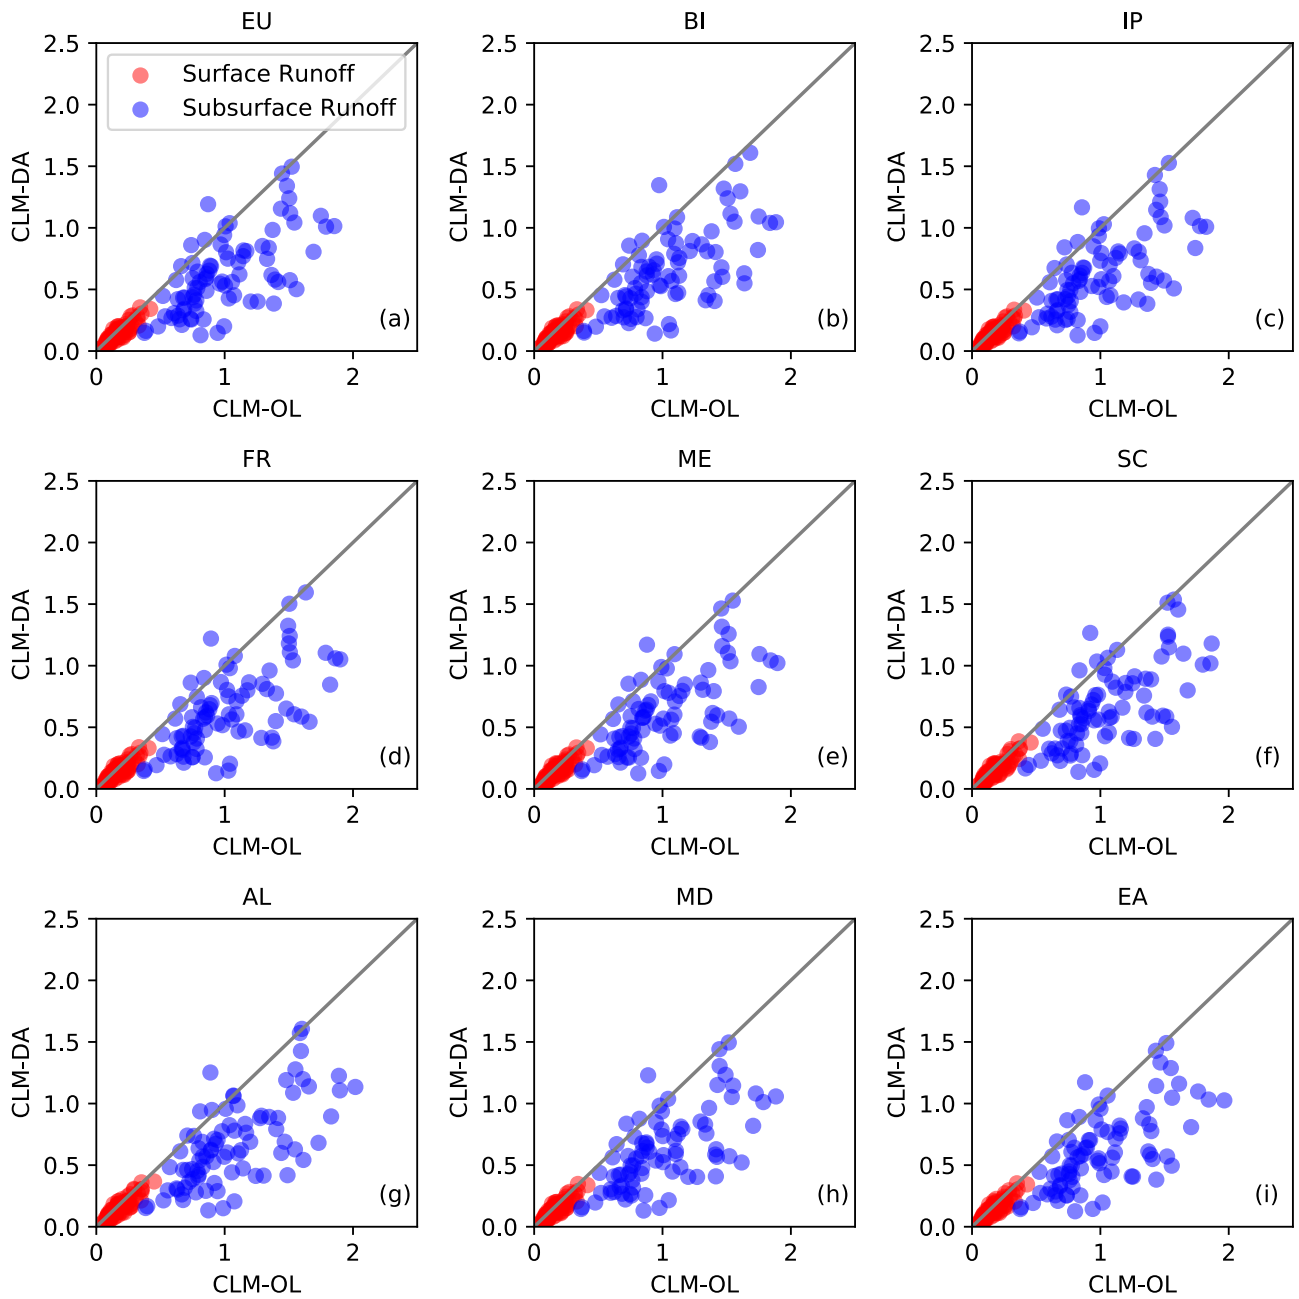 EU
BI
IP
2.5
2.0
1.5
1.0
0.5
0.0
CLM-DA
Surface Runoff
Subsurface Runoff
(a)
0 1 2
CLM-OL
2.5
2.0
1.5
1.0
0.5
0.0
CLM-DA
(b)
0 1 2
CLM-OL
2.5
2.0
1.5
1.0
0.5
0.0
CLM-DA
(c)
0 1 2
CLM-OL
FR
ME
SC
2.5
2.0
1.5
1.0
0.5
0.0
CLM-DA
(d)
0 1 2
CLM-OL
2.5
2.0
1.5
1.0
0.5
0.0
CLM-DA
(e)
0 1 2
CLM-OL
2.5
2.0
1.5
1.0
0.5
0.0
CLM-DA
(f)
0 1 2
CLM-OL
AL
MD
EA
2.5
2.0
1.5
1.0
0.5
0.0
CLM-DA
(g)
0 1 2
CLM-OL
2.5
2.0
1.5
1.0
0.5
0.0
CLM-DA
(h)
0 1 2
CLM-OL
2.5
2.0
1.5
1.0
0.5
0.0
CLM-DA
(i)
0 1 2
CLM-OL